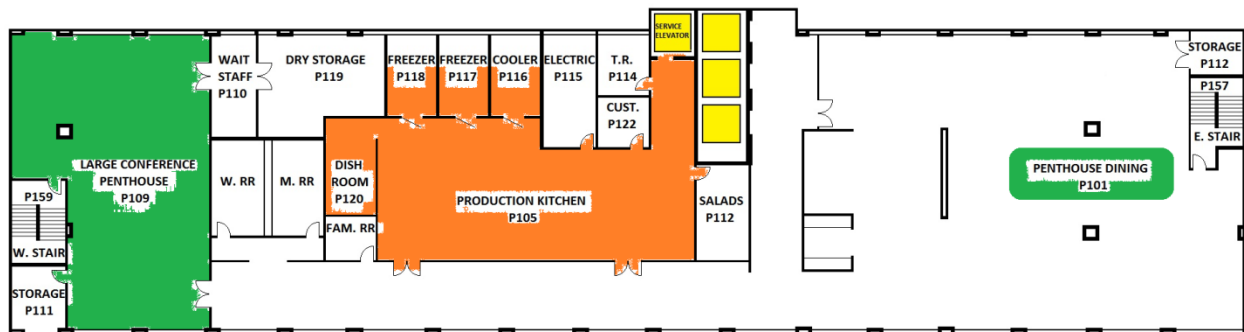 SERVICE
ELEVATOR
WAIT
STAFF
P110
DRY STORAGE
P119
FREEZER
P118
FREEZER
P117
COOLER
P116
ELECTRIC
P115
T.R.
P114
CUST.
P122
STORAGE
P112
P157
E. STAIR
LARGE CONFERENCE
PENTHOUSE
P109
W. RR
M. RR
DISH
ROOM
P120
PRODUCTION KITCHEN
P105
SALADS
P112
PENTHOUSE DINING
P101
P159
W. STAIR
FAM. RR
STORAGE
P111